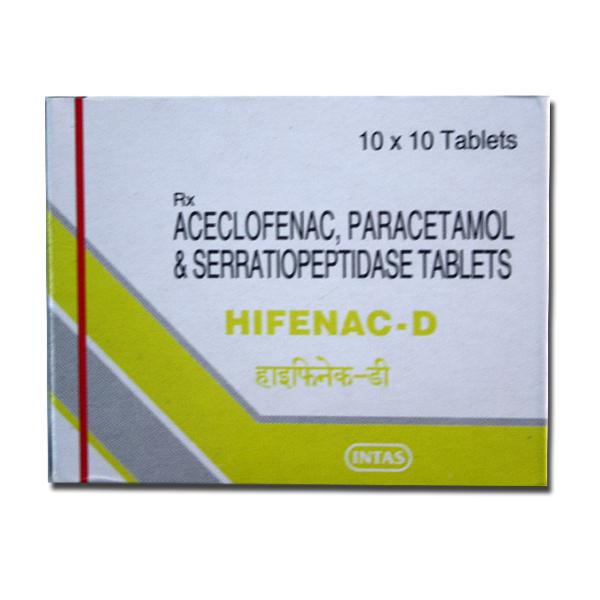 10 x 10 Tablets
Rx
ACECLOFENAC, PARACETAMOL
& SERRATIOPEPTIDASE TABLETS
HIFENAC-D
हाइफिनेक-डी
INTAS